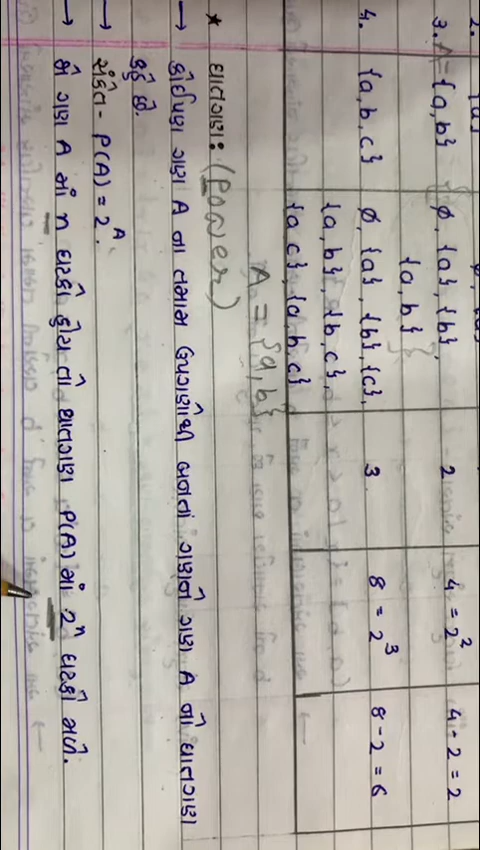 3. A = {a,b} ϕ, {a}, {b}, 2 4 = 2² 4 - 2 = 2
{a, b}
4. {a,b,c} ϕ, {a}, {b}, {c}, 3 8 = 2³ 8 - 2 = 6
{a, b}, {b, c},
{a c}, {a, b, c}
A = {a, b}
★ ઘાતગણ : (Power)
→ કોઈપણ ગણ A ના તમામ ઉપગણોથી બનતાં ગણને ગણ A નો ઘાતગણ
કહે છે.
→ સંકેત - P(A) = 2ᴬ.
→ જો ગણ A માં n ઘટકો હોય તો ઘાતગણ P(A) માં 2ⁿ ઘટકો મળે.